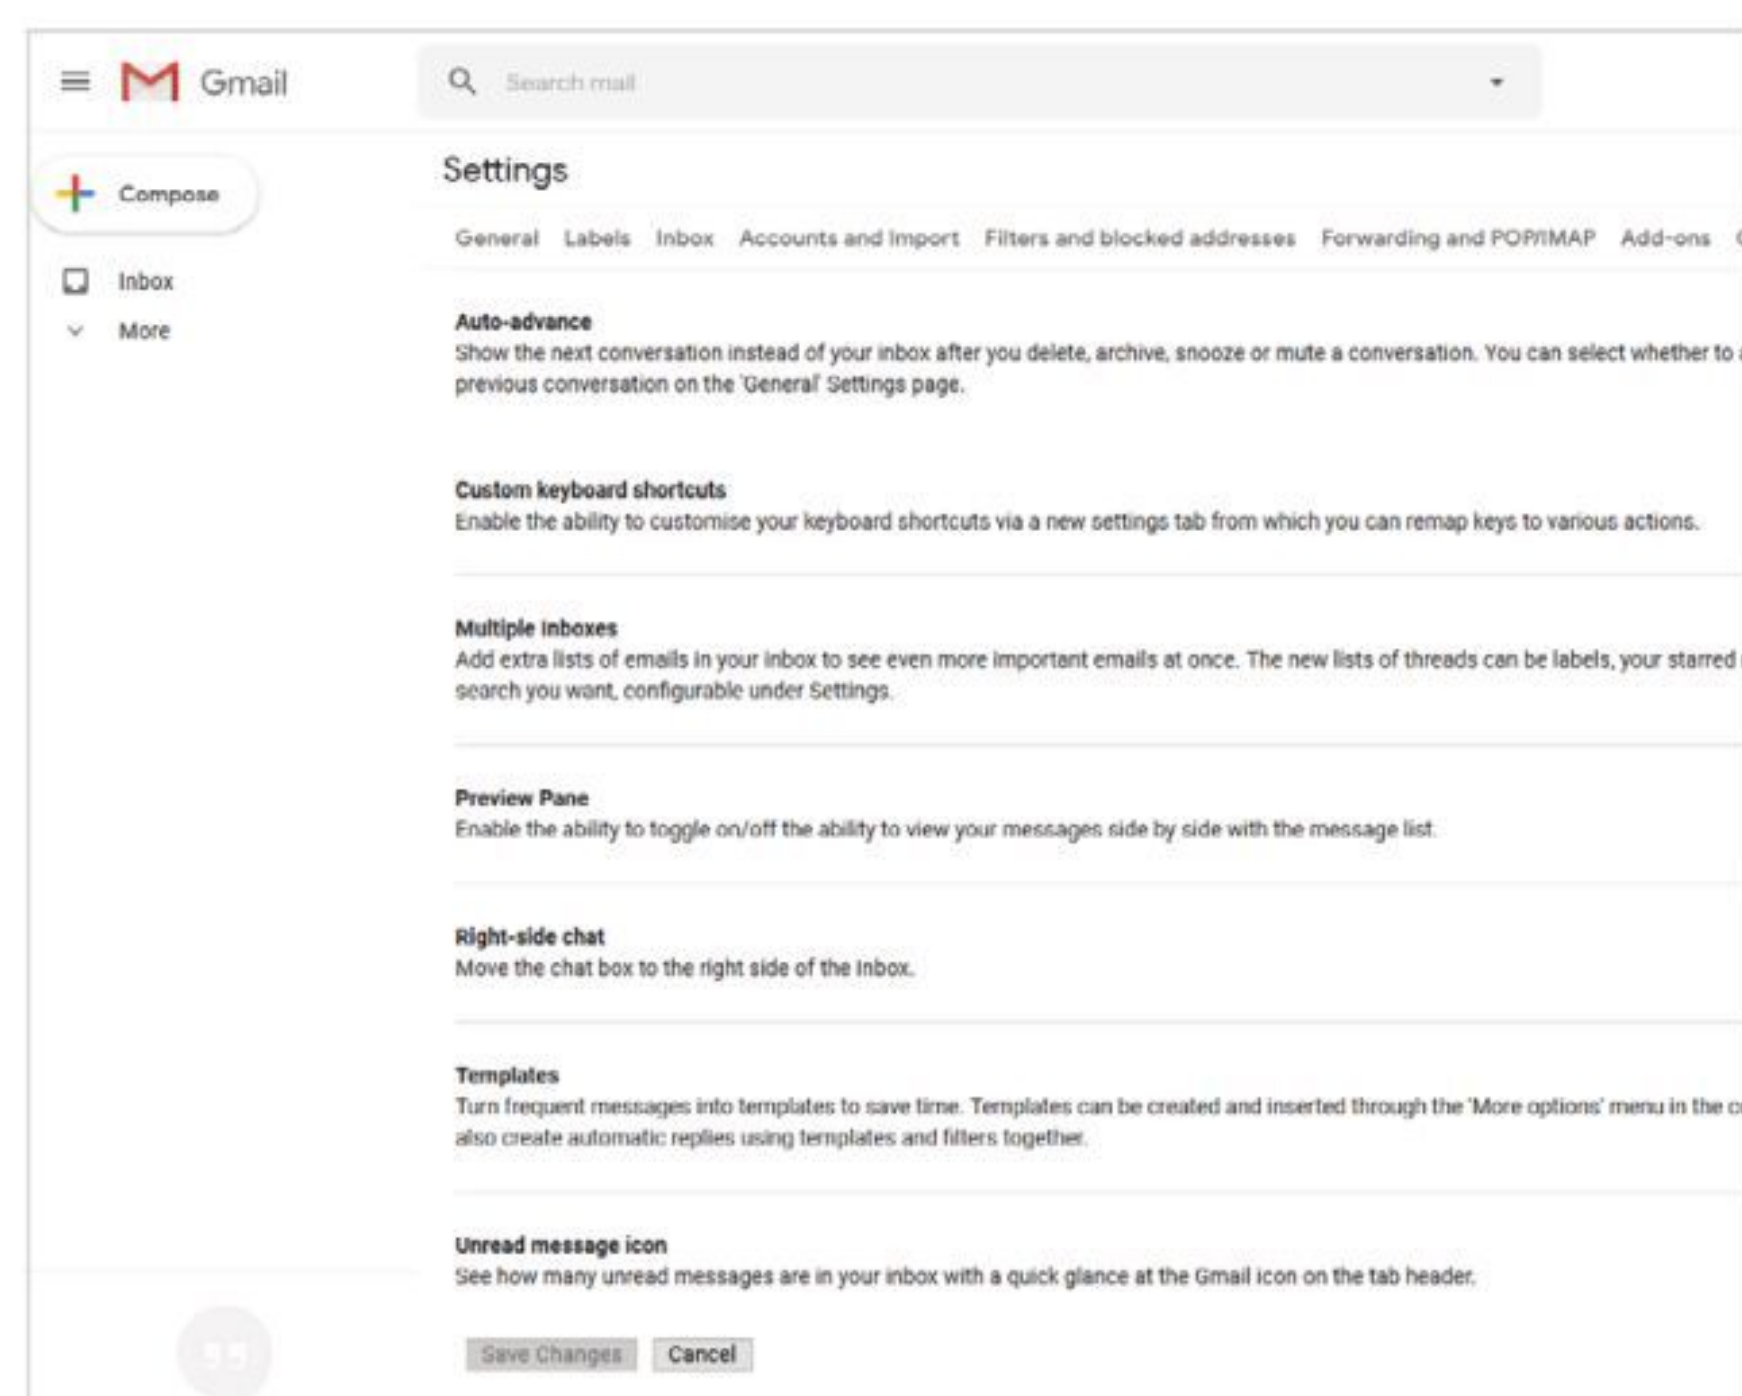 Gmail
Search mail
Compose
Inbox
More
Settings
General Labels Inbox Accounts and Import Filters and blocked addresses Forwarding and POP/IMAP Add-ons
Auto-advance
Show the next conversation instead of your inbox after you delete, archive, snooze or mute a conversation. You can select whether to
previous conversation on the 'General' Settings page.
Custom keyboard shortcuts
Enable the ability to customise your keyboard shortcuts via a new settings tab from which you can remap keys to various actions.
Multiple Inboxes
Add extra lists of emails in your inbox to see even more important emails at once. The new lists of threads can be labels, your starred
search you want, configurable under Settings.
Preview Pane
Enable the ability to toggle on/off the ability to view your messages side by side with the message list.
Right-side chat
Move the chat box to the right side of the inbox.
Templates
Turn frequent messages into templates to save time. Templates can be created and inserted through the 'More options' menu in the
also create automatic replies using templates and filters together.
Unread message icon
See how many unread messages are in your inbox with a quick glance at the Gmail icon on the tab header.
Save Changes Cancel